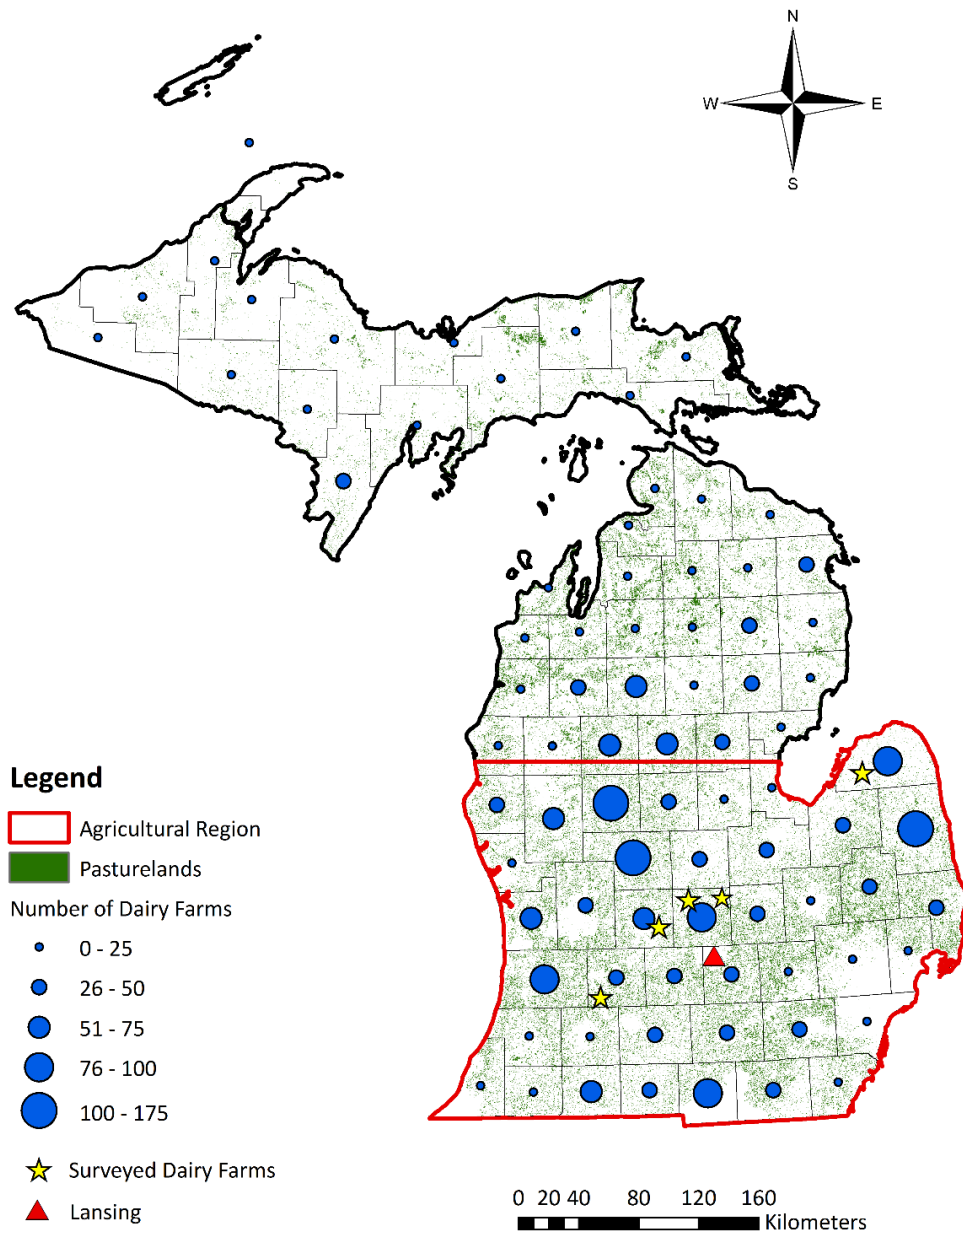 N
W E
S
Legend
Agricultural Region
Pasturelands
Number of Dairy Farms
0 - 25
26 - 50
51 - 75
76 - 100
100 - 175
Surveyed Dairy Farms
Lansing
0 20 40 80 120 160
Kilometers